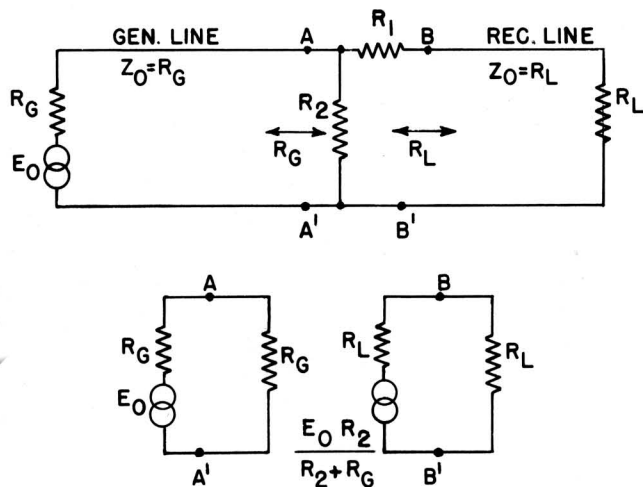 A R1 B
GEN. LINE REC. LINE
Z0=RG Z0=RL
RG R2 RL
RG RL
E0
A' B'
A B
RG RG RL RL
E0
E0 R2
R2+RG
A' B'